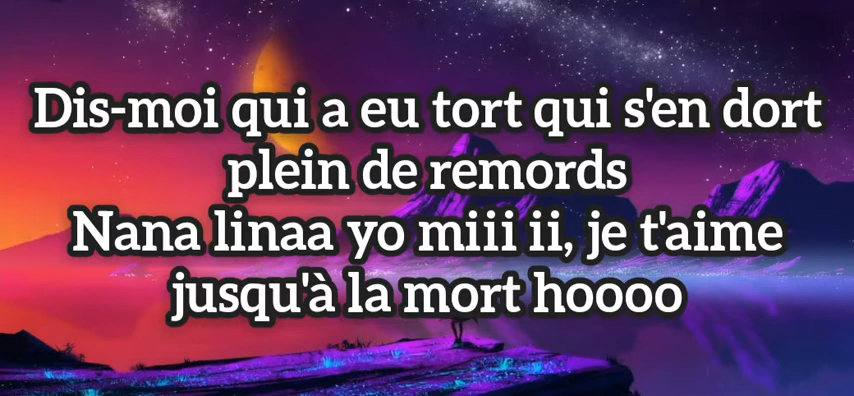 Dis-moi qui a eu tort qui s'en dort
plein de remords
Nana linaa yo miii ii, je t'aime
jusqu'à la mort hoooo